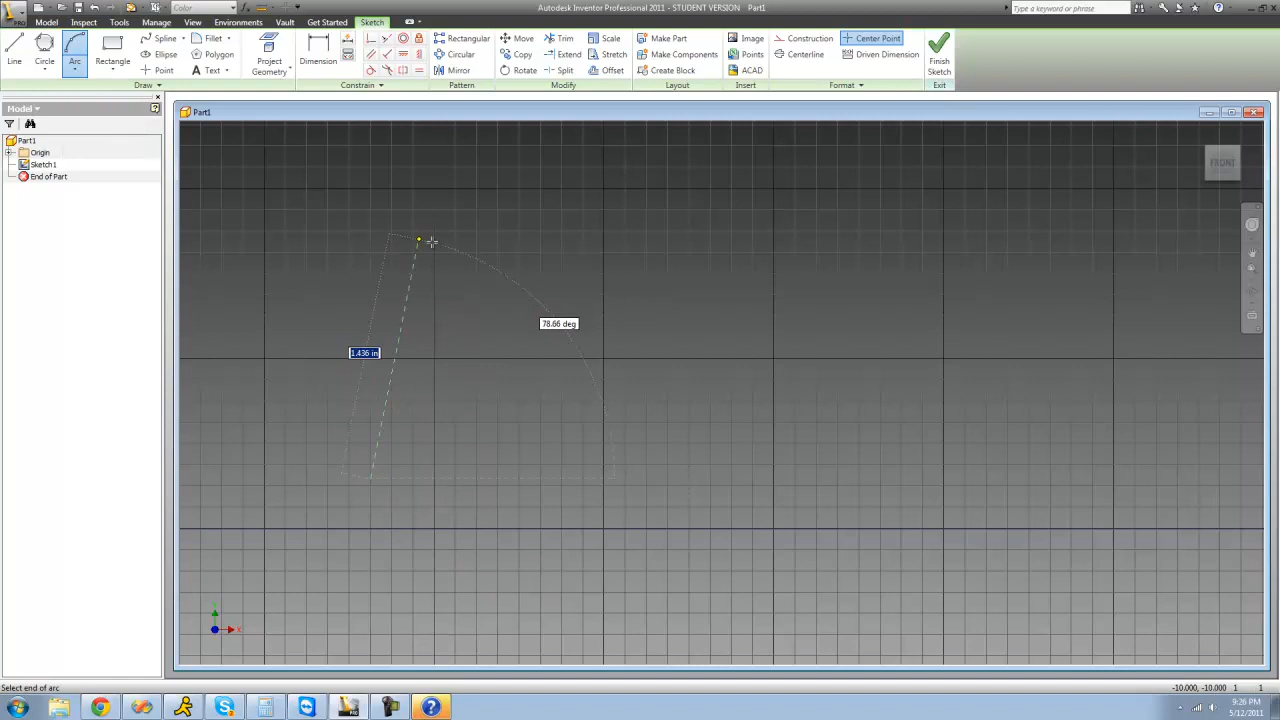 Color
Autodesk Inventor Professional 2011 - STUDENT VERSION Part1
Type a keyword or phrase
PRO
Model Inspect Tools Manage View Environments Vault Get Started Sketch
Line Circle Arc Rectangle
Spline Fillet
Ellipse Polygon
Point Text
Project Geometry
Dimension
Rectangular
Circular
Mirror
Move Trim Scale
Copy Extend Stretch
Rotate Split Offset
Make Part
Make Components
Create Block
Image
Points
ACAD
Construction Center Point
Centerline Driven Dimension
Finish Sketch
Draw Constrain Pattern Modify Layout Insert Format Exit
Model
Part1
Origin
Sketch1
End of Part
Part1
FRONT
78.66 deg
1.436 in
Y
X
Select end of arc
-10.000, -10.000 1 1
9:26 PM
5/12/2011